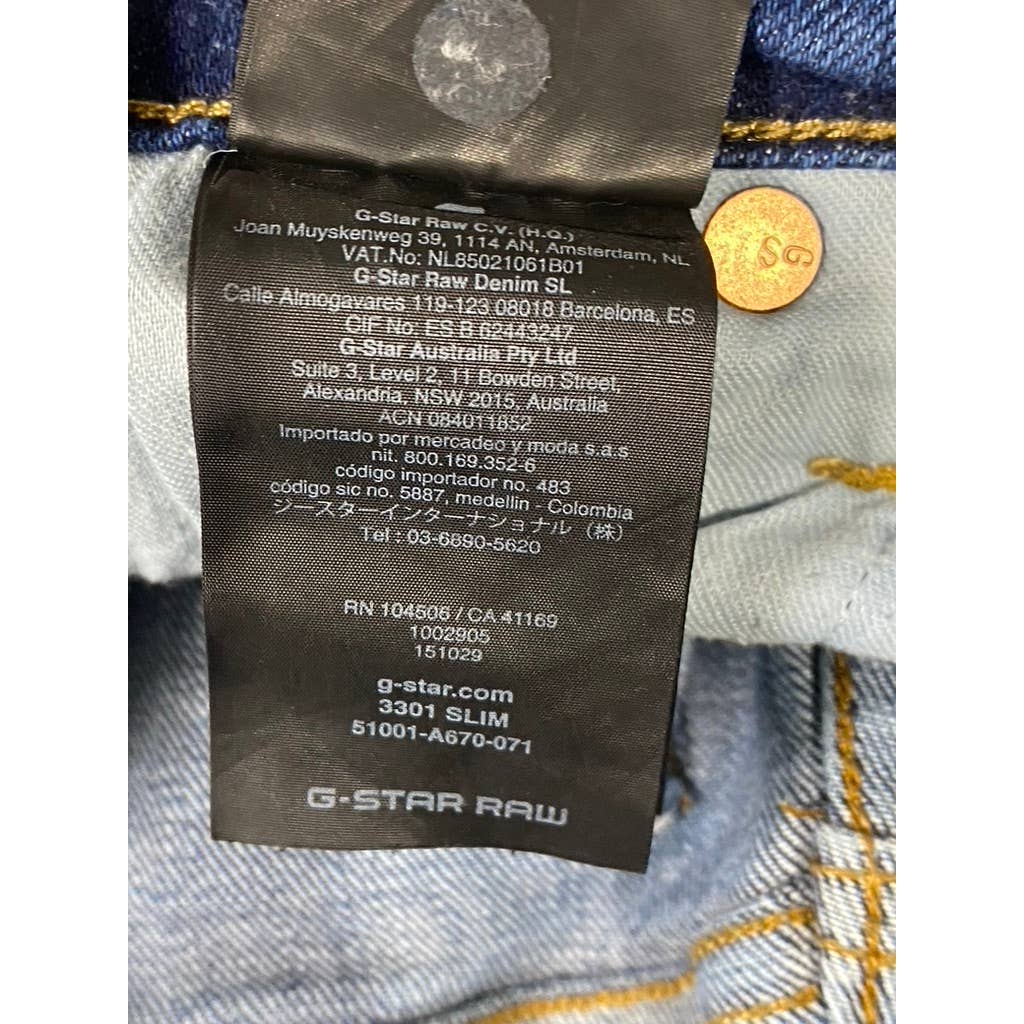 G-Star Raw C.V. (H.Q.)
Joan Muyskenweg 39, 1114 AN, Amsterdam, NL
VAT.No: NL85021061B01
G-Star Raw Denim SL
Calle Almogavares 119-123 08018 Barcelona, ES
CIF No. ES B 62443247
G-Star Australia Pty Ltd
Suite 3, Level 2, 11 Bowden Street,
Alexandria, NSW 2015, Australia
ACN 084011852
Importado por mercadeo y moda s.a.s
nit. 800.169.352-6
código importador no. 483
código sic no. 5887, medellin - Colombia
ジースターインターナショナル （株）
Tel : 03-6890-5620
RN 104506 / CA 41169
1002905
151029
g-star.com
3301 SLIM
51001-A670-071
G-STAR RAW
GS